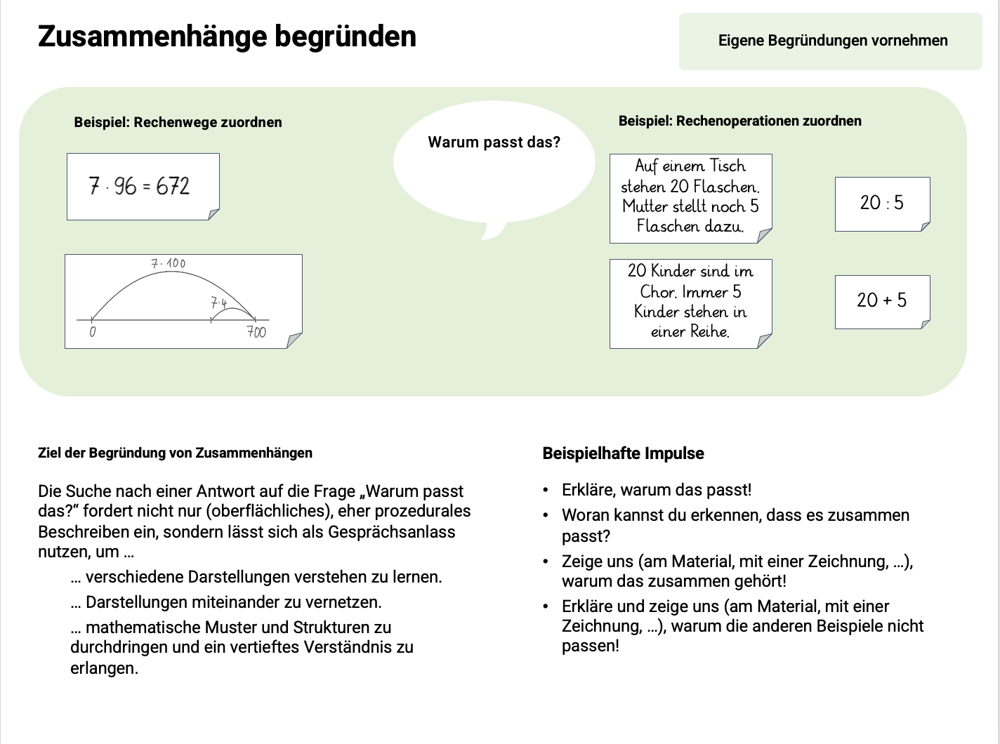 Zusammenhänge begründen
Eigene Begründungen vornehmen
Beispiel: Rechenwege zuordnen
7 · 96 = 672
7·100
7·4
0
700
Warum passt das?
Beispiel: Rechenoperationen zuordnen
Auf einem Tisch
stehen 20 Flaschen.
Mutter stellt noch 5
Flaschen dazu.
20 : 5
20 Kinder sind im
Chor. Immer 5
Kinder stehen in
einer Reihe.
20 + 5
Ziel der Begründung von Zusammenhängen
Die Suche nach einer Antwort auf die Frage „Warum passt
das?“ fordert nicht nur (oberflächliches), eher prozedurales
Beschreiben ein, sondern lässt sich als Gesprächsanlass
nutzen, um …
… verschiedene Darstellungen verstehen zu lernen.
… Darstellungen miteinander zu vernetzen.
… mathematische Muster und Strukturen zu
durchdringen und ein vertieftes Verständnis zu
erlangen.
Beispielhafte Impulse
• Erkläre, warum das passt!
• Woran kannst du erkennen, dass es zusammen
passt?
• Zeige uns (am Material, mit einer Zeichnung, …),
warum das zusammen gehört!
• Erkläre und zeige uns (am Material, mit einer
Zeichnung, …), warum die anderen Beispiele nicht
passen!